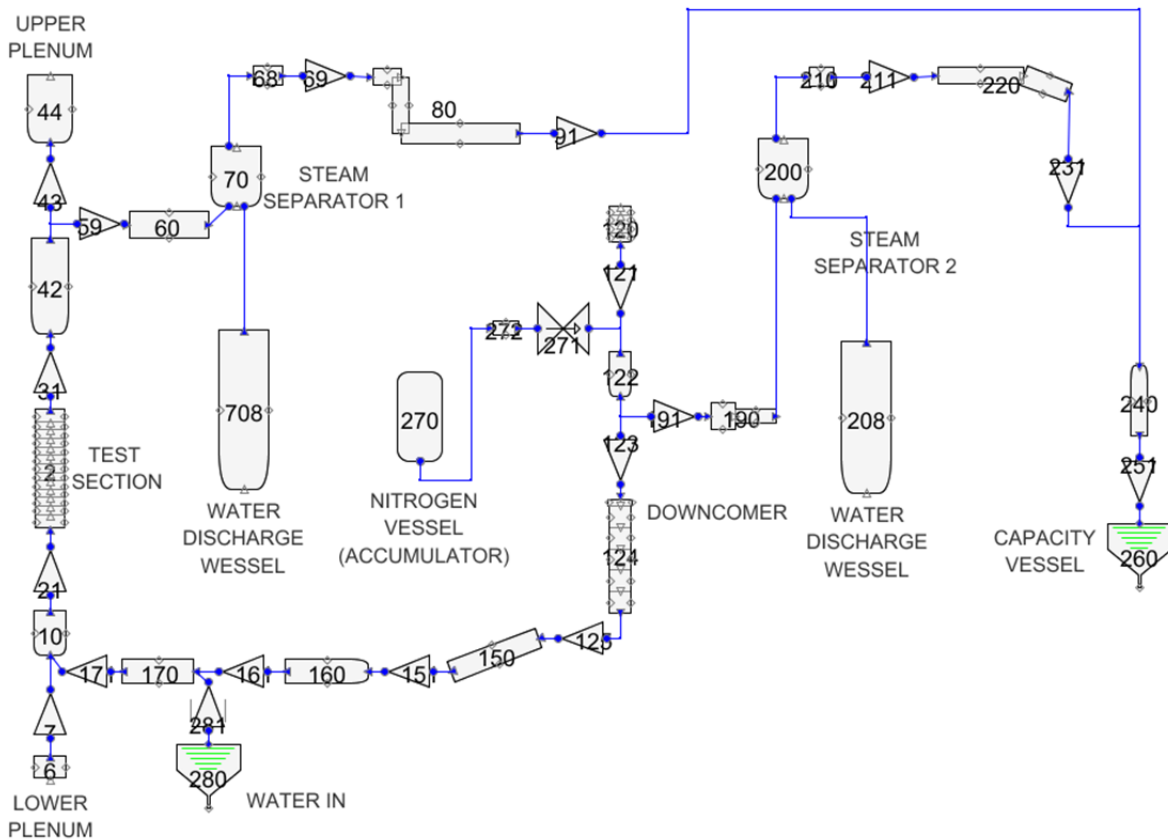 UPPER
PLENUM
44
43
59
60
42
31
2
TEST
SECTION
21
10
7
6
LOWER
PLENUM
68
69
80
91
70
STEAM
SEPARATOR 1
708
WATER
DISCHARGE
WESSEL
270
NITROGEN
VESSEL
(ACCUMULATOR)
272
271
120
121
122
191
190
123
124
DOWNCOMER
125
150
151
160
161
170
171
281
280
WATER IN
210
211
220
231
200
STEAM
SEPARATOR 2
208
WATER
DISCHARGE
WESSEL
240
251
CAPACITY
VESSEL
260